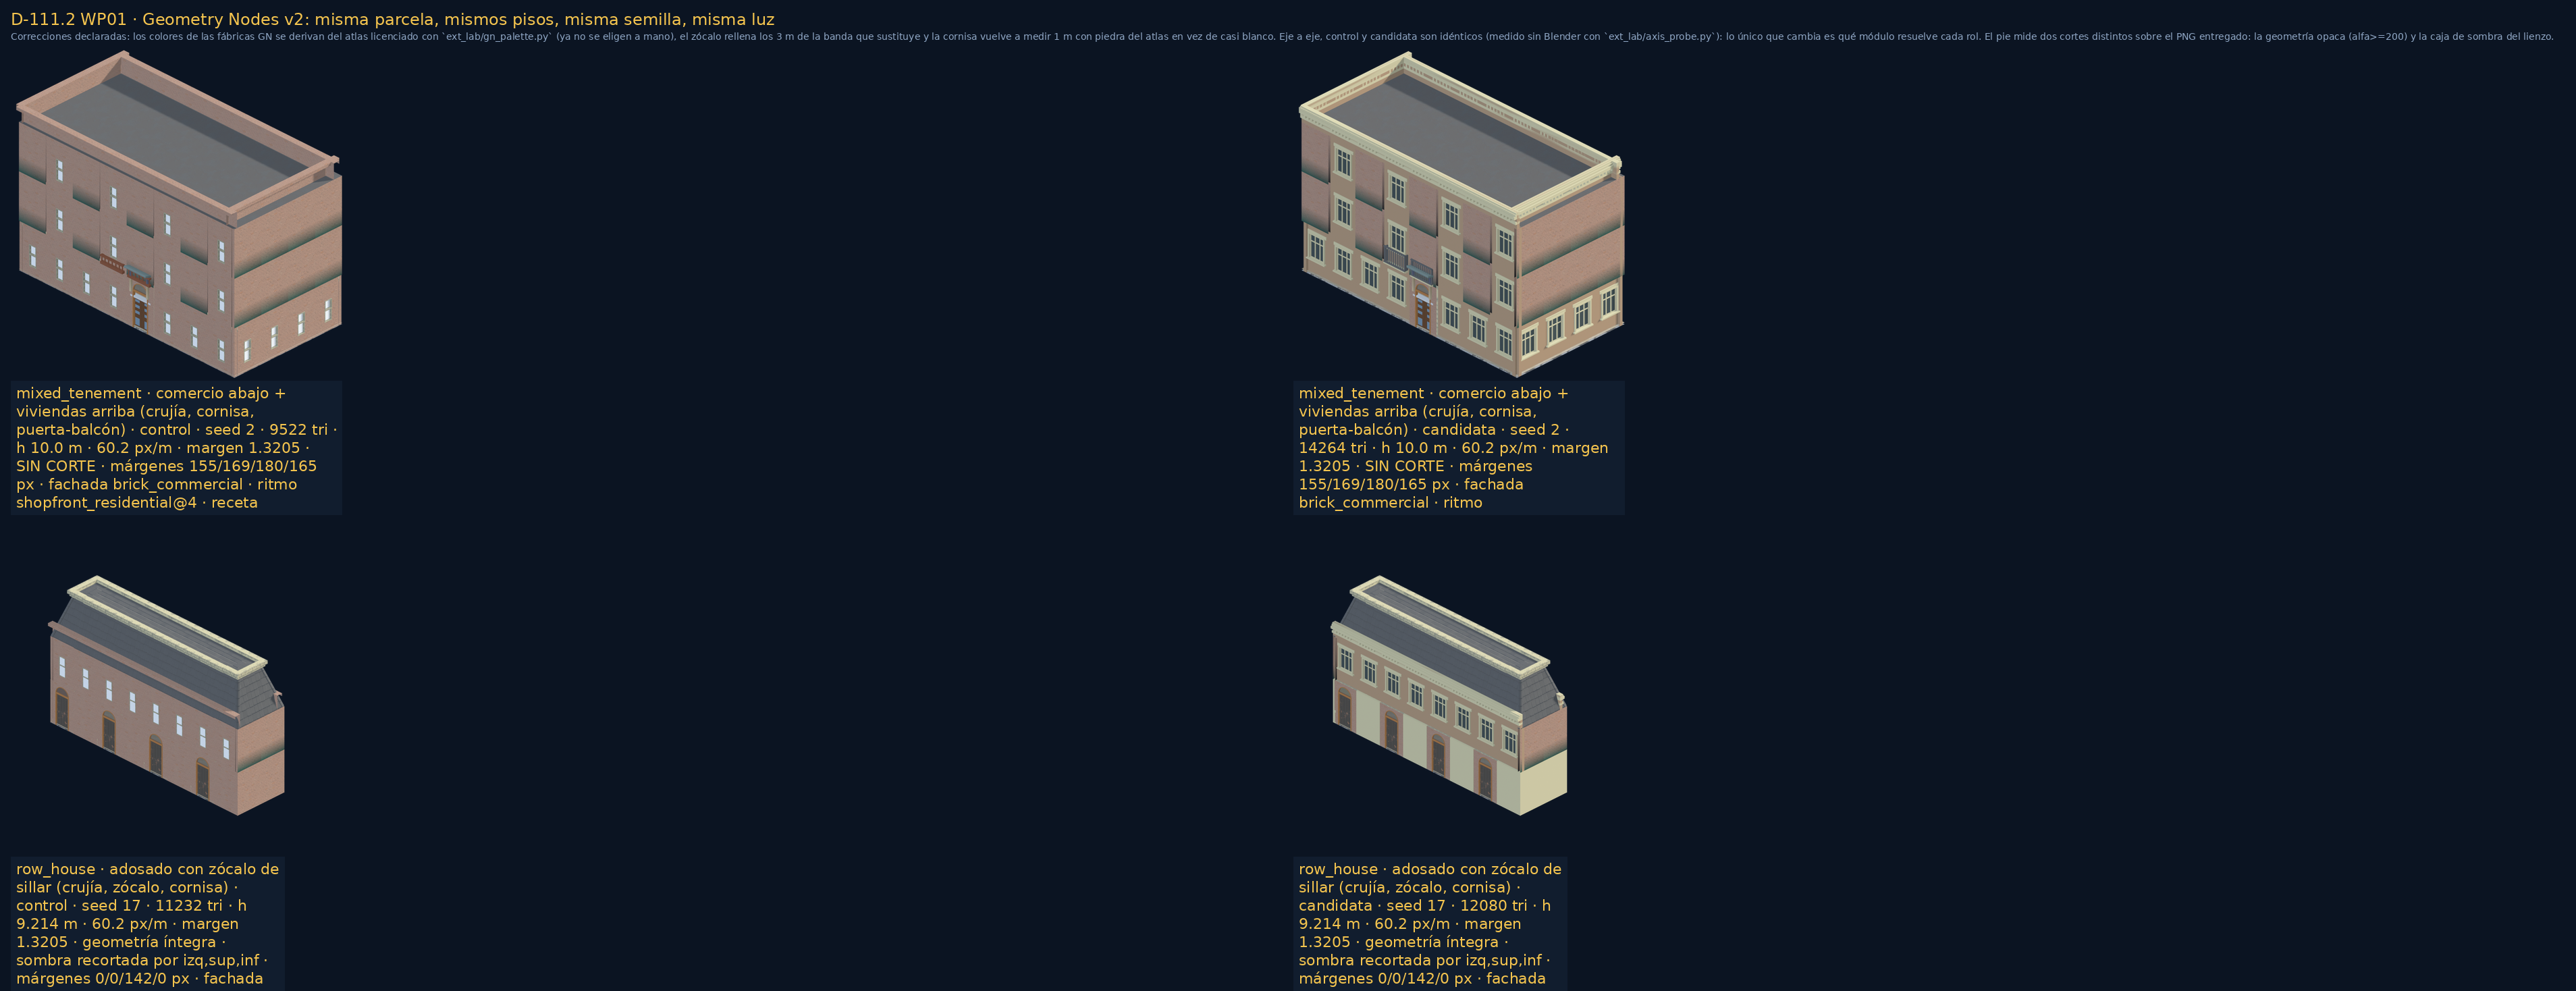 D-111.2 WP01 · Geometry Nodes v2: misma parcela, mismos pisos, misma semilla, misma luz
Correcciones declaradas: los colores de las fábricas GN se derivan del atlas licenciado con `ext_lab/gn_palette.py` (ya no se eligen a mano), el zócalo rellena los 3 m de la banda que sustituye y la cornisa vuelve a medir 1 m con piedra del atlas en vez de casi blanco. Eje a eje, control y candidata son idénticos (medido sin Blender con `ext_lab/axis_probe.py`): lo único que cambia es qué módulo resuelve cada rol. El pie mide dos cortes distintos sobre el PNG entregado: la geometría opaca (alfa>=200) y la caja de sombra del lienzo.
mixed_tenement · comercio abajo +
viviendas arriba (crujía, cornisa,
puerta-balcón) · control · seed 2 · 9522 tri ·
h 10.0 m · 60.2 px/m · margen 1.3205 ·
SIN CORTE · márgenes 155/169/180/165
px · fachada brick_commercial · ritmo
shopfront_residential@4 · receta
mixed_tenement · comercio abajo +
viviendas arriba (crujía, cornisa,
puerta-balcón) · candidata · seed 2 ·
14264 tri · h 10.0 m · 60.2 px/m · margen
1.3205 · SIN CORTE · márgenes
155/169/180/165 px · fachada
brick_commercial · ritmo
row_house · adosado con zócalo de
sillar (crujía, zócalo, cornisa) ·
control · seed 17 · 11232 tri · h
9.214 m · 60.2 px/m · margen
1.3205 · geometría íntegra ·
sombra recortada por izq,sup,inf ·
márgenes 0/0/142/0 px · fachada
row_house · adosado con zócalo de
sillar (crujía, zócalo, cornisa) ·
candidata · seed 17 · 12080 tri · h
9.214 m · 60.2 px/m · margen
1.3205 · geometría íntegra ·
sombra recortada por izq,sup,inf ·
márgenes 0/0/142/0 px · fachada